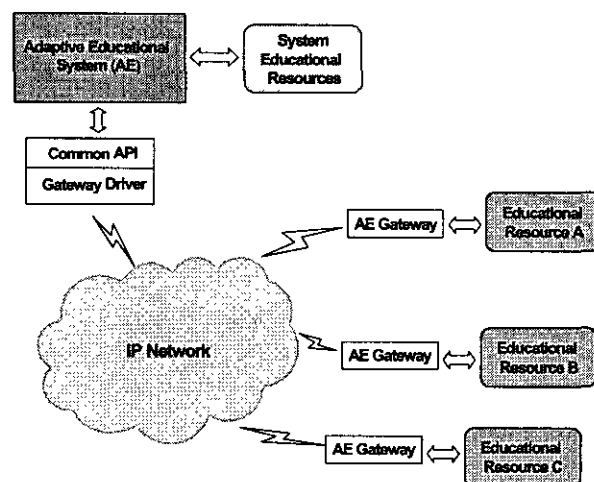 Adaptive Educational
System (AE)
System
Educational
Resources
Common API
Gateway Driver
AE Gateway
Educational
Resource A
IP Network
AE Gateway
Educational
Resource B
AE Gateway
Educational
Resource C